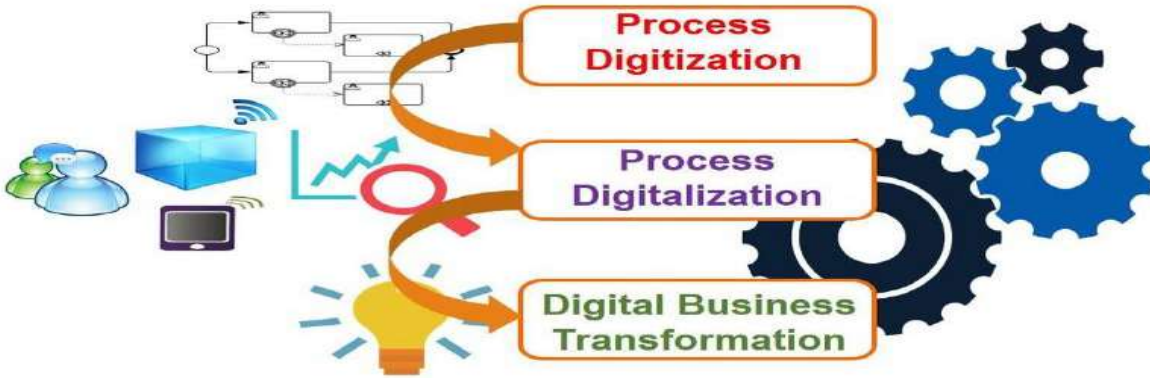 Process
Digitization
Process
Digitalization
Digital Business
Transformation